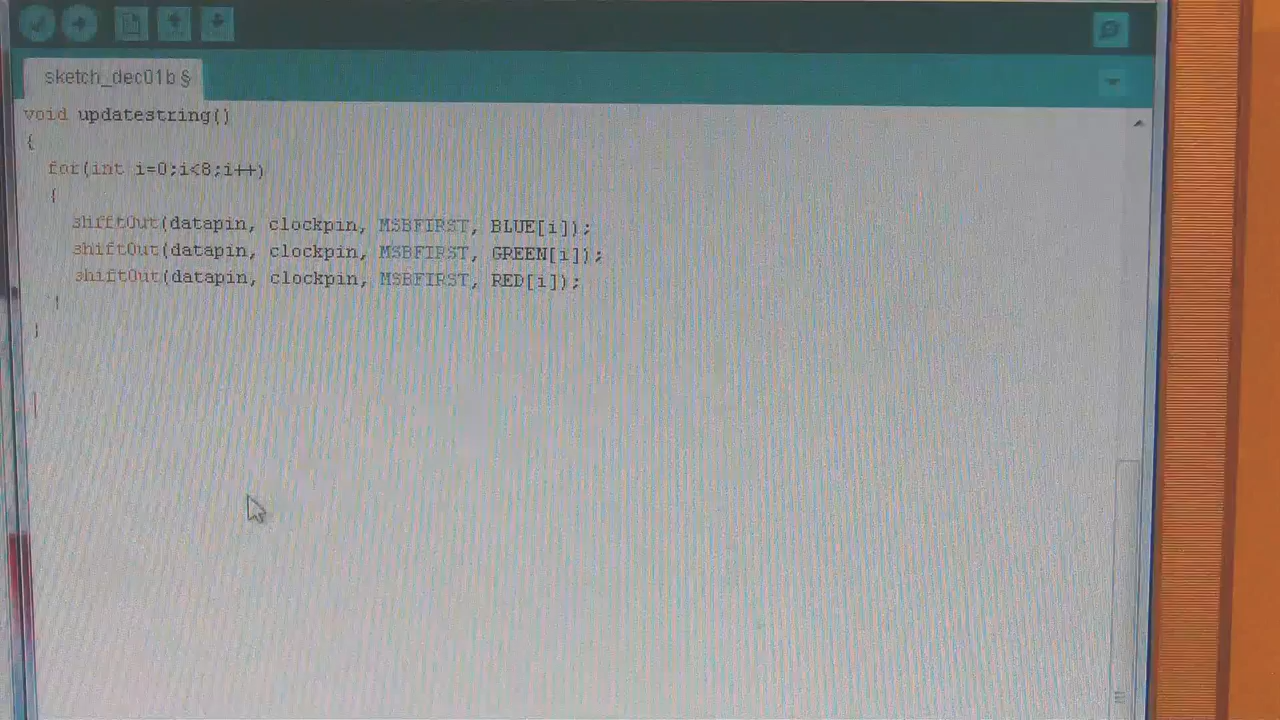 sketch_dec01b §
void updatestring()
{
for(int i=0;i<8;i++)
{
shiftOut(datapin, clockpin, MSBFIRST, BLUE[i]);
shiftOut(datapin, clockpin, MSBFIRST, GREEN[i]);
shiftOut(datapin, clockpin, MSBFIRST, RED[i]);
}
}